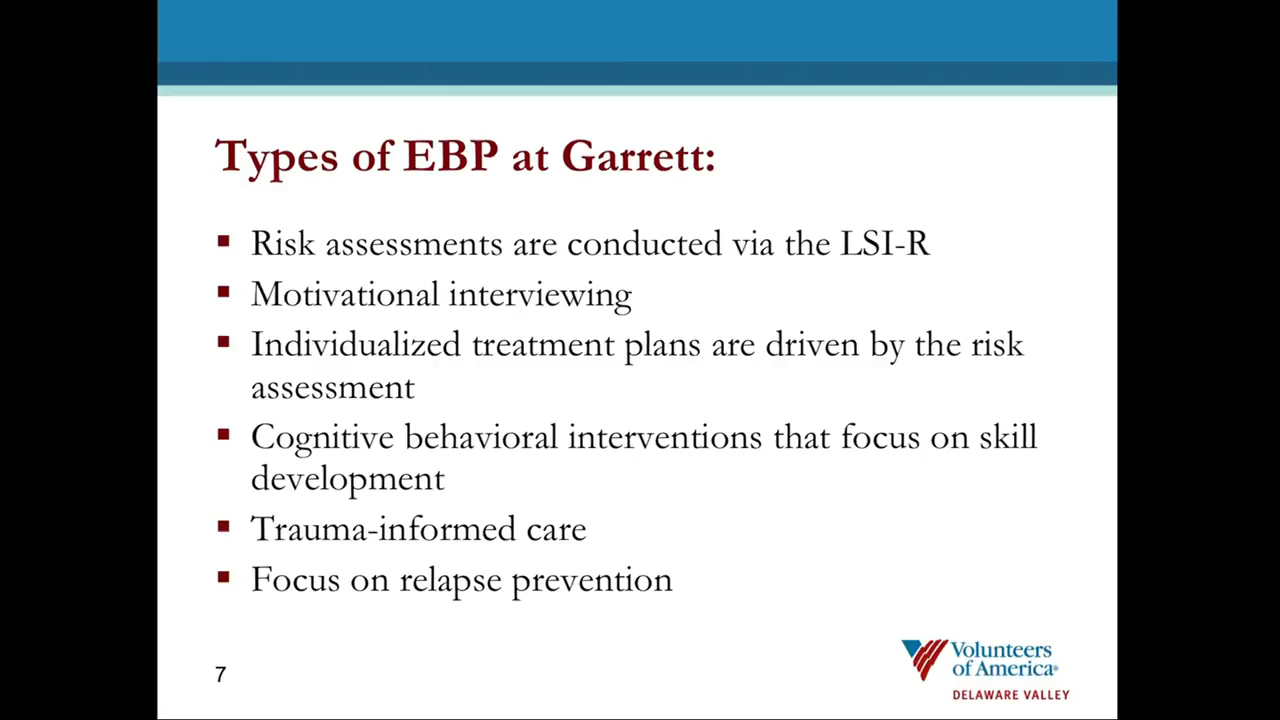 Types of EBP at Garrett:
▪ Risk assessments are conducted via the LSI-R
▪ Motivational interviewing
▪ Individualized treatment plans are driven by the risk
assessment
▪ Cognitive behavioral interventions that focus on skill
development
▪ Trauma-informed care
▪ Focus on relapse prevention
7
Volunteers
of America®
DELAWARE VALLEY